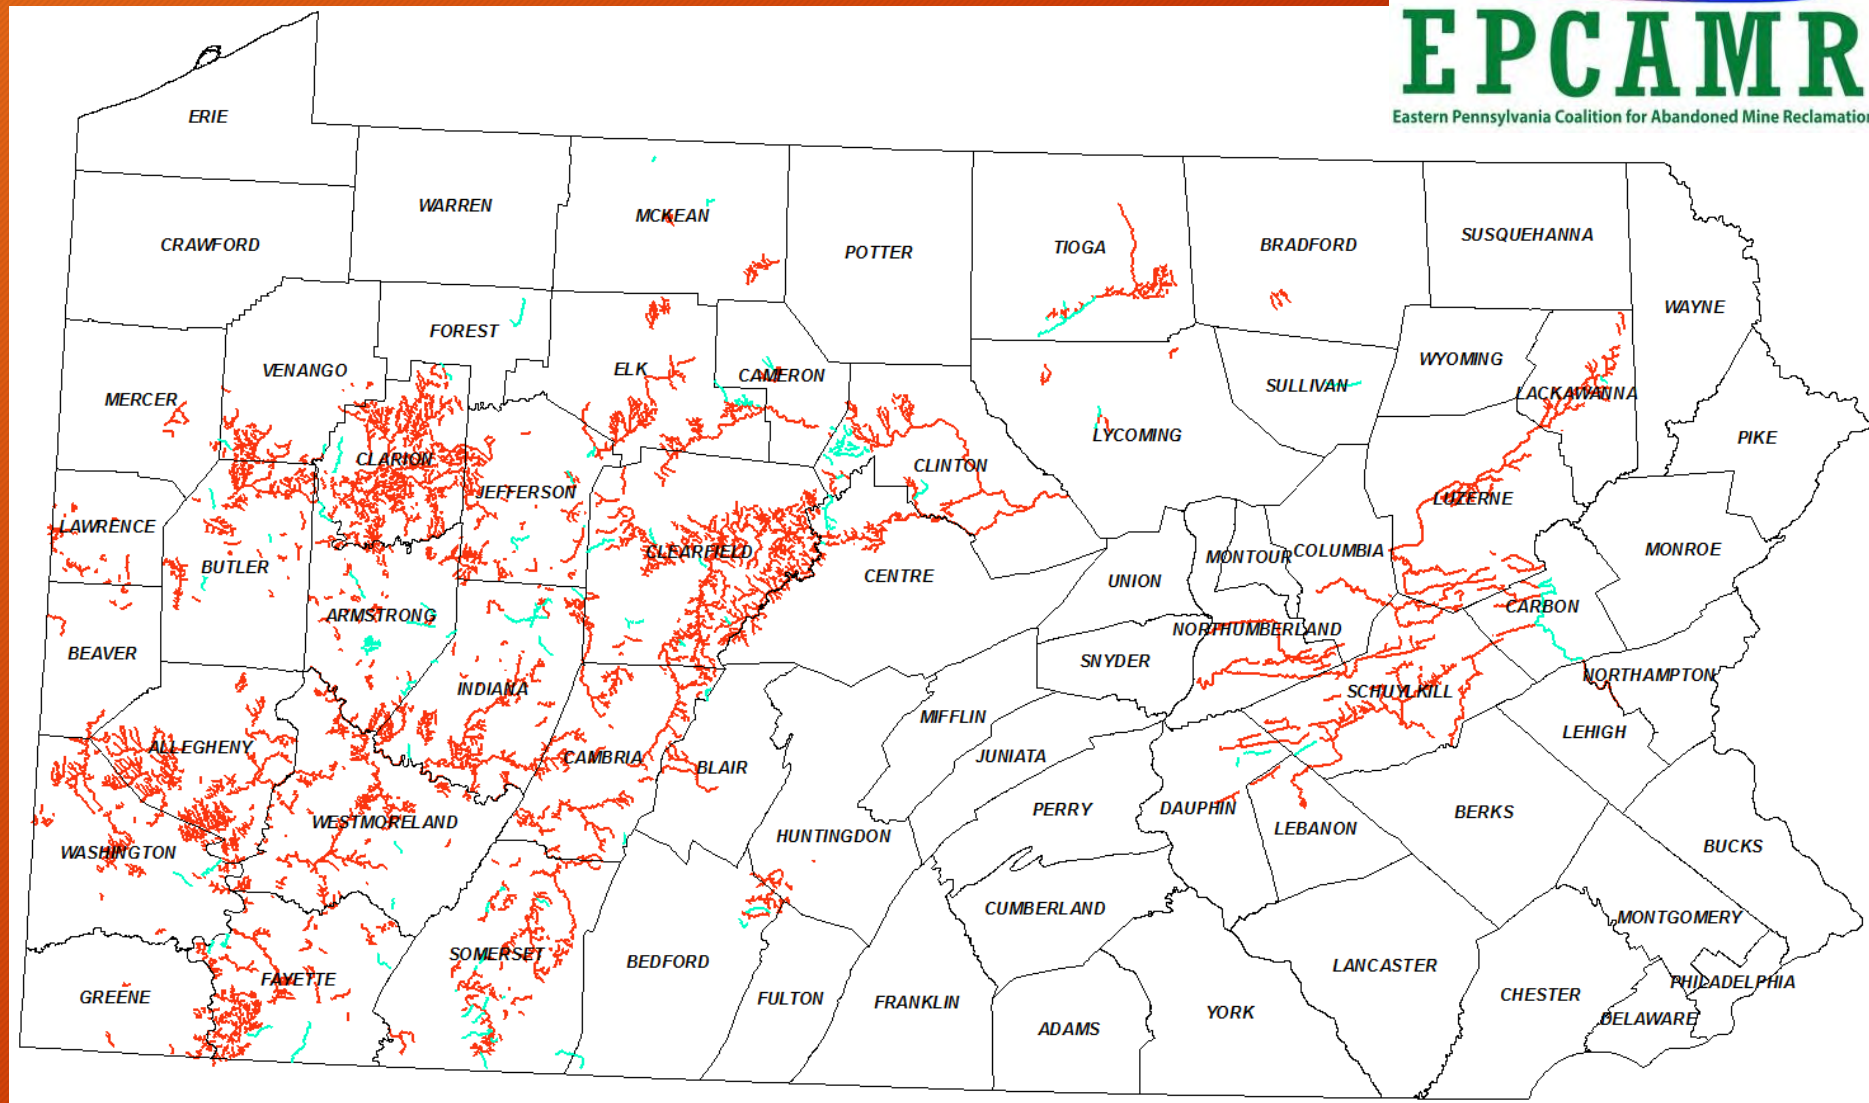 EPCAMR
Eastern Pennsylvania Coalition for Abandoned Mine Reclamation
ERIE
WARREN
MCKEAN
CRAWFORD
POTTER
TIOGA
BRADFORD
SUSQUEHANNA
WAYNE
FOREST
VENANGO
ELK
CAMERON
MERCER
WYOMING
SULLIVAN
LACKAWANNA
LYCOMING
PIKE
CLARION
CLINTON
JEFFERSON
LUZERNE
LAWRENCE
CLEARFIELD
BUTLER
CENTRE
MONTOUR
COLUMBIA
MONROE
UNION
ARMSTRONG
CARBON
NORTHUMBERLAND
BEAVER
SNYDER
INDIANA
SCHUYLKILL
NORTHAMPTON
MIFFLIN
LEHIGH
ALLEGHENY
CAMBRIA
BLAIR
JUNIATA
PERRY
DAUPHIN
LEBANON
BERKS
WESTMORELAND
HUNTINGDON
WASHINGTON
BUCKS
CUMBERLAND
MONTGOMERY
SOMERSET
BEDFORD
LANCASTER
FAYETTE
PHILADELPHIA
GREENE
FULTON
FRANKLIN
CHESTER
YORK
ADAMS
DELAWARE